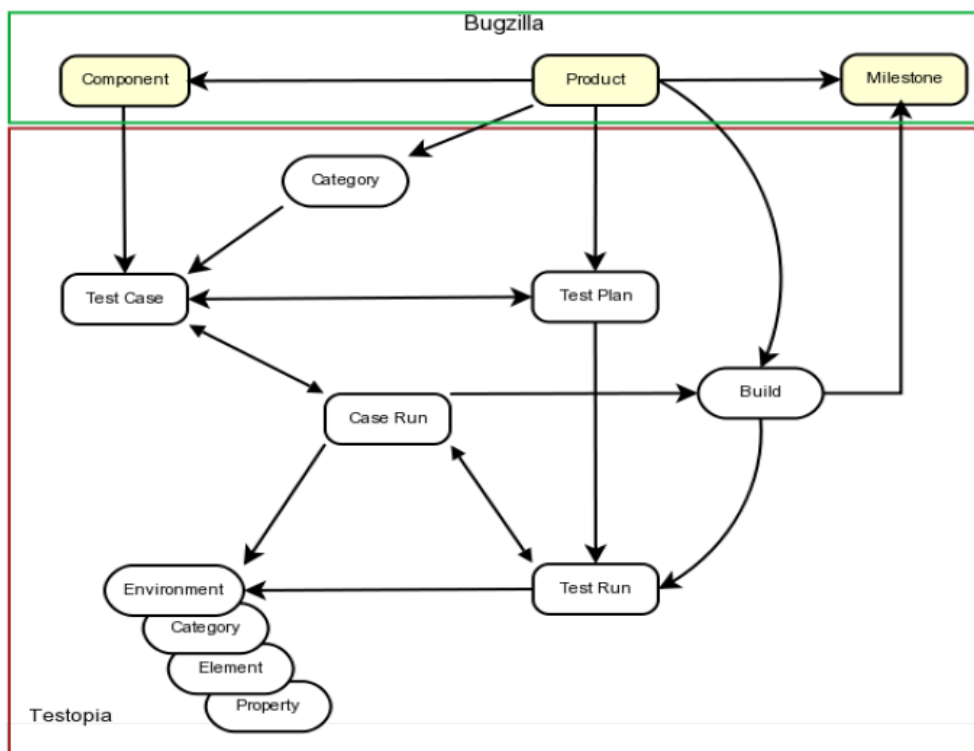 Bugzilla
Component
Product
Milestone
Category
Test Case
Test Plan
Build
Case Run
Environment
Test Run
Category
Element
Property
Testopia